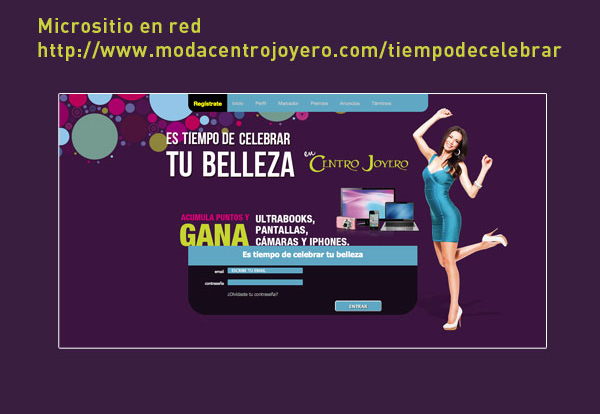 Micrositio en red
http://www.modacentrojoyero.com/tiempodecelebrar
Regístrate Inicio Perfil Marcador Premios Anuncios Términos
ES TIEMPO DE CELEBRAR
TU BELLEZA en CENTRO JOYERO
ACUMULA PUNTOS Y
GANA
ULTRABOOKS,
PANTALLAS,
CÁMARAS Y IPHONES.
Es tiempo de celebrar tu belleza
email
contraseña
¿Olvidaste tu contraseña?
ENTRAR